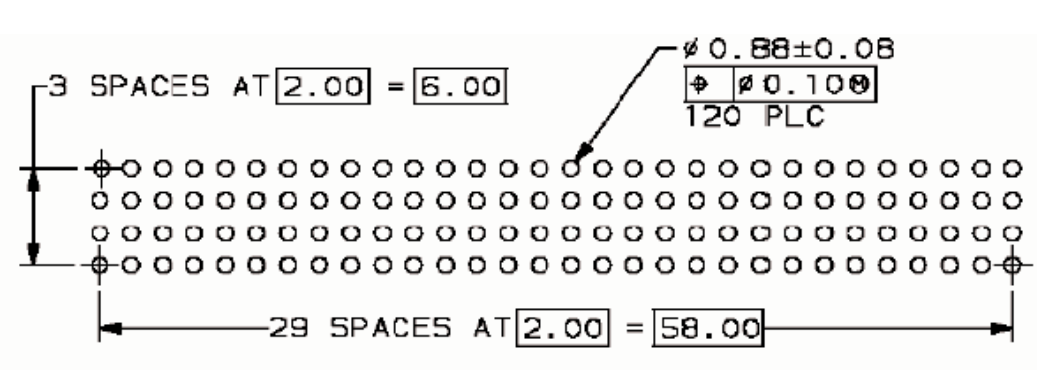 ⌀ 0.88±0.08
3 SPACES AT 2.00 = 6.00
⌖ ⌀0.10Ⓜ
120 PLC
29 SPACES AT 2.00 = 58.00